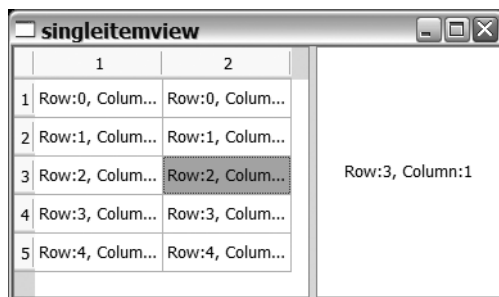 singleitemview
1 2
1 Row:0, Colum... Row:0, Colum...
2 Row:1, Colum... Row:1, Colum...
3 Row:2, Colum... Row:2, Colum...
Row:3, Column:1
4 Row:3, Colum... Row:3, Colum...
5 Row:4, Colum... Row:4, Colum...